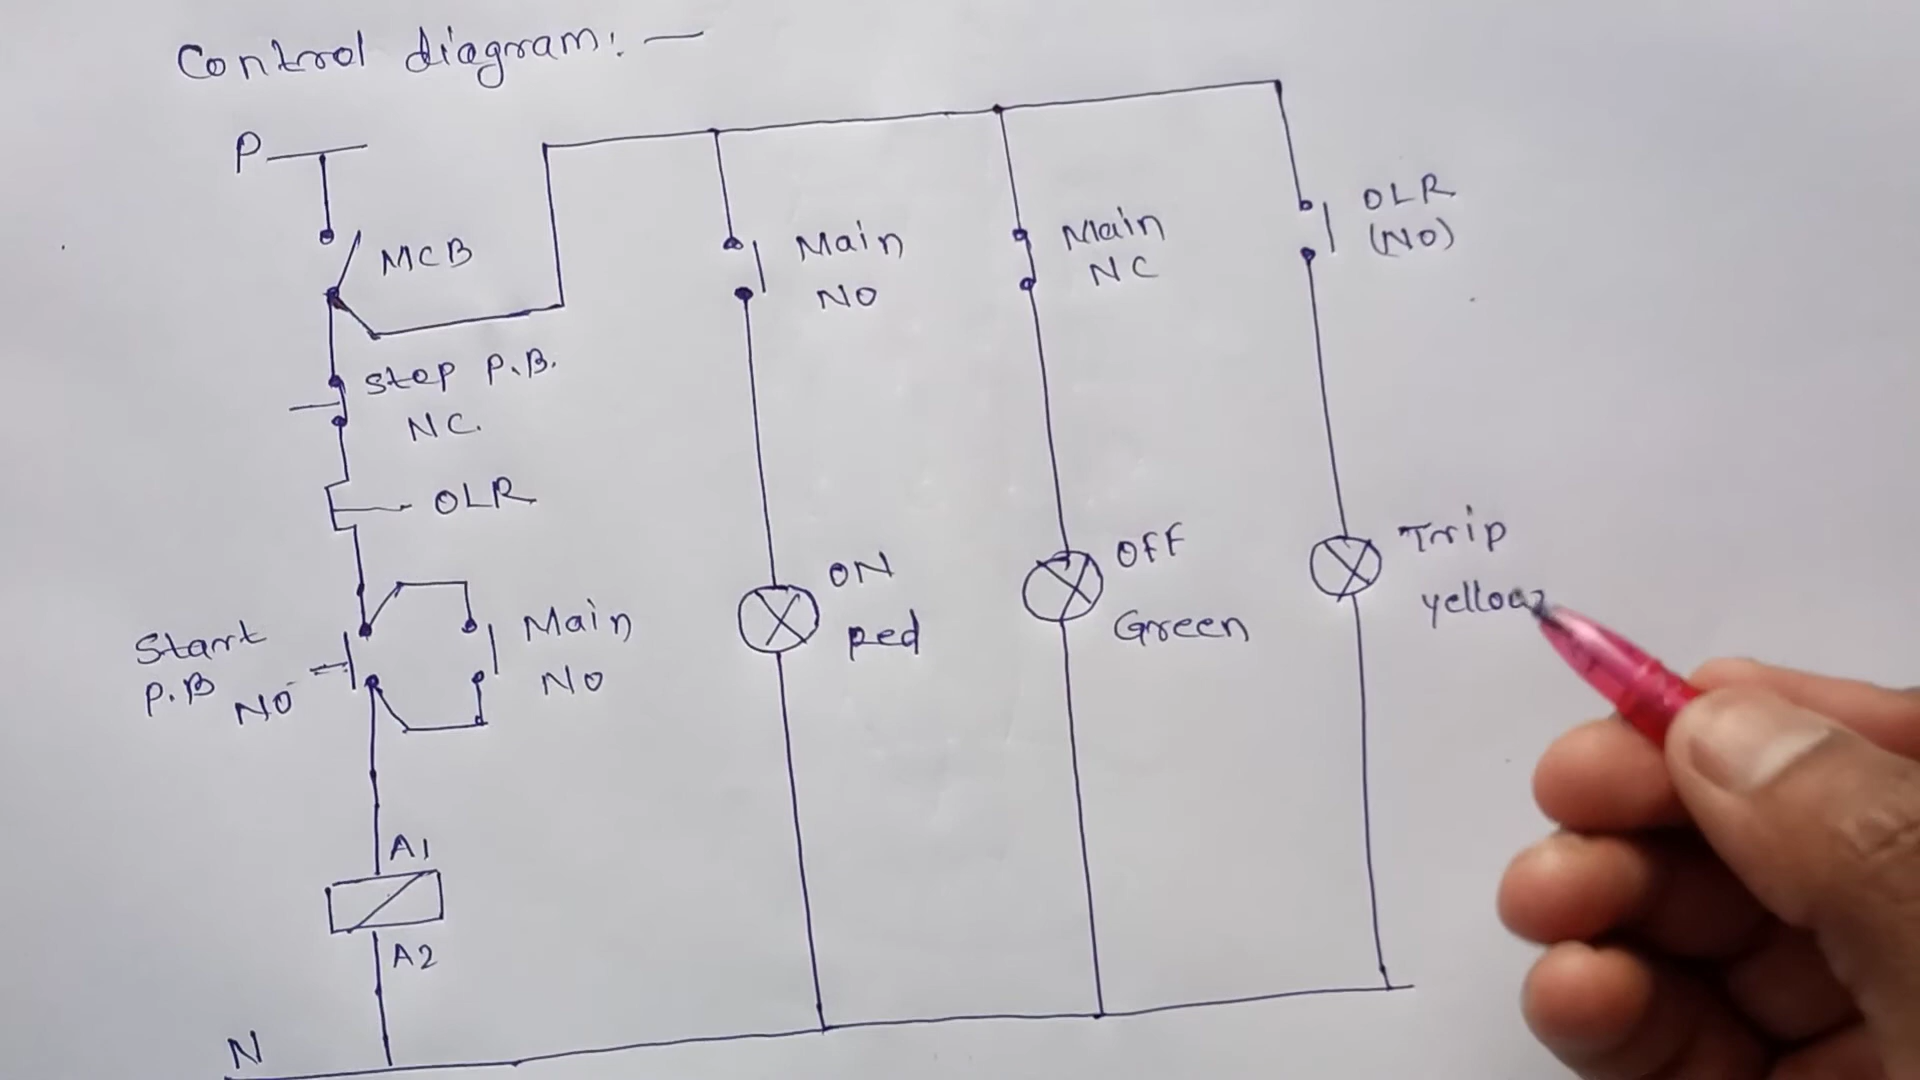 Control diagram: —
P
MCB
Stop P.B.
NC.
OLR
Start
P.B
NO
Main
NO
A1
A2
N
Main
NO
ON
Red
Main
NC
OFF
Green
OLR
(NO)
Trip
yellow